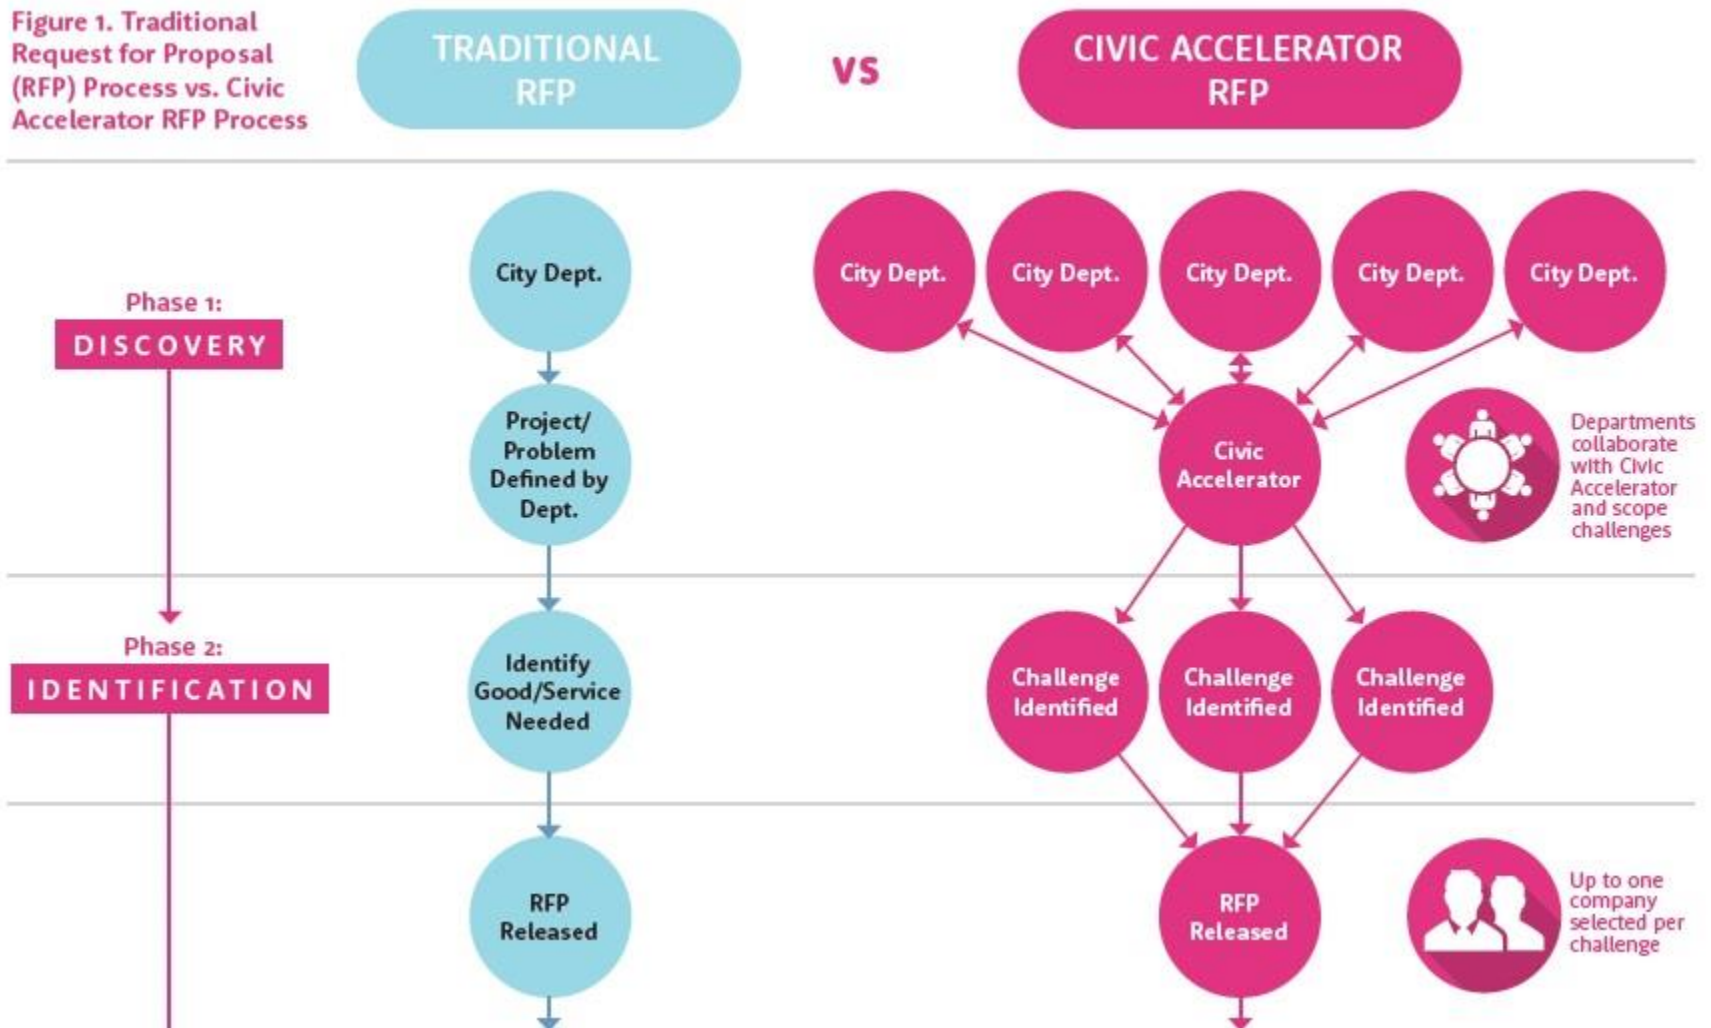 Figure 1. Traditional
Request for Proposal
(RFP) Process vs. Civic
Accelerator RFP Process
TRADITIONAL
RFP
VS
CIVIC ACCELERATOR
RFP
Phase 1:
DISCOVERY
City Dept.
City Dept.
City Dept.
City Dept.
City Dept.
City Dept.
Project/
Problem
Defined by
Dept.
Civic
Accelerator
Departments
collaborate
with Civic
Accelerator
and scope
challenges
Phase 2:
IDENTIFICATION
Identify
Good/Service
Needed
Challenge
Identified
Challenge
Identified
Challenge
Identified
RFP
Released
RFP
Released
Up to one
company
selected per
challenge